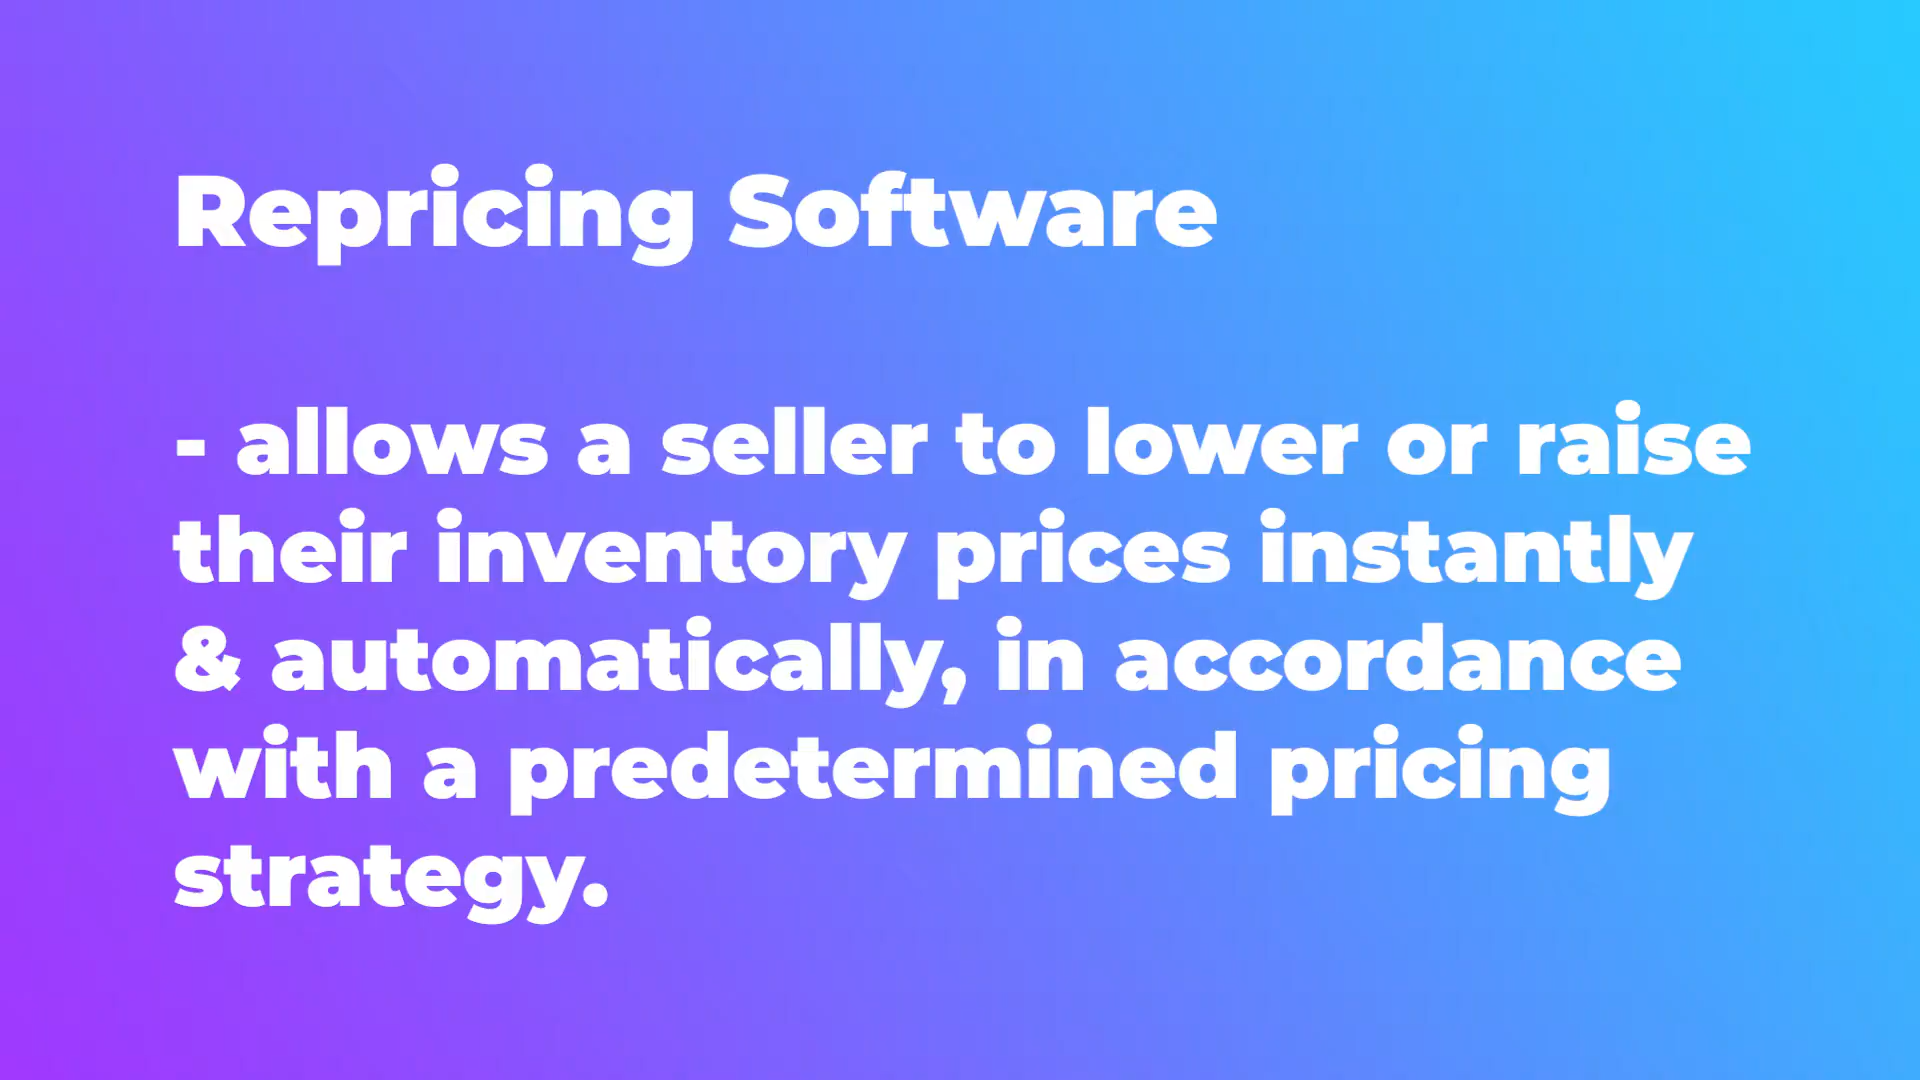 Repricing Software
- allows a seller to lower or raise
their inventory prices instantly
& automatically, in accordance
with a predetermined pricing
strategy.